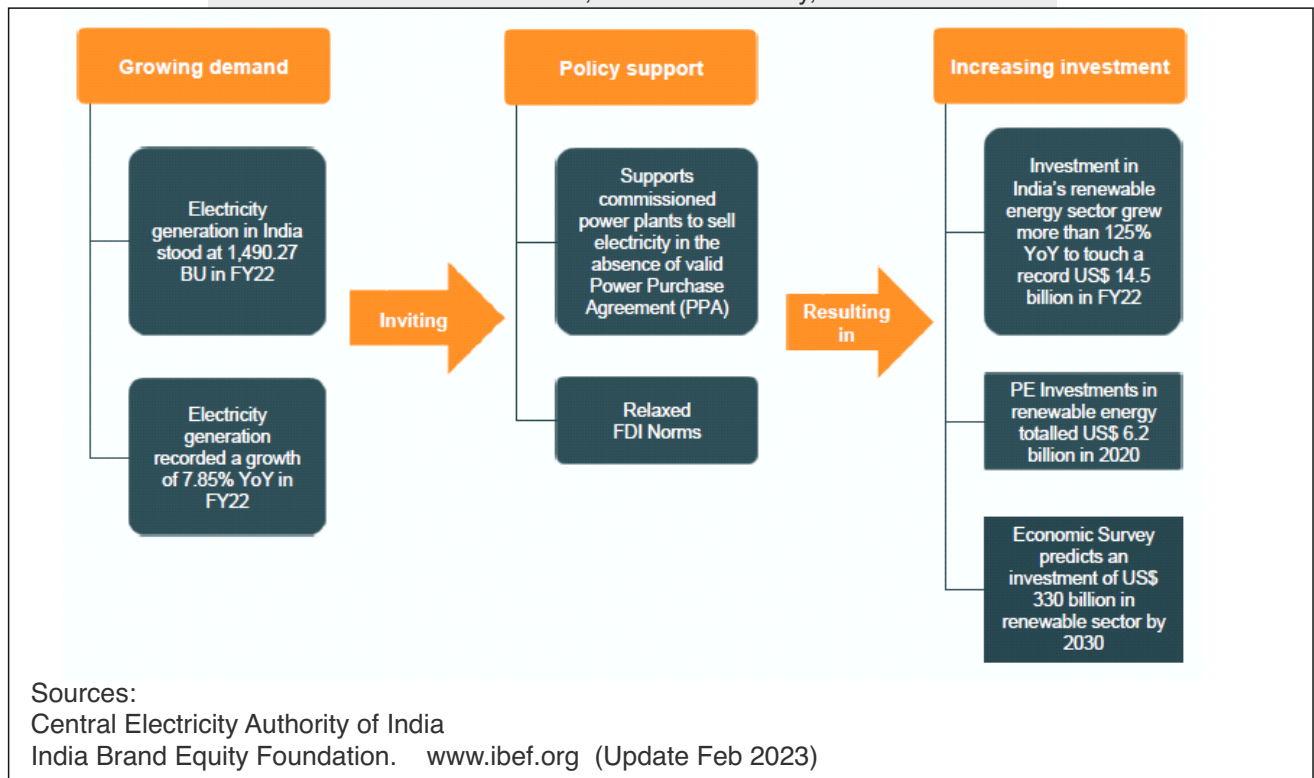 Growing demand
Electricity
generation in India
stood at 1,490.27
BU in FY22
Electricity
generation
recorded a growth
of 7.85% YoY in
FY22
Inviting
Policy support
Supports
commissioned
power plants to sell
electricity in the
absence of valid
Power Purchase
Agreement (PPA)
Relaxed
FDI Norms
Resulting
in
Increasing investment
Investment in
India's renewable
energy sector grew
more than 125%
YoY to touch a
record US$ 14.5
billion in FY22
PE Investments in
renewable energy
totalled US$ 6.2
billion in 2020
Economic Survey
predicts an
investment of US$
330 billion in
renewable sector by
2030
Sources:
Central Electricity Authority of India
India Brand Equity Foundation. www.ibef.org (Update Feb 2023)